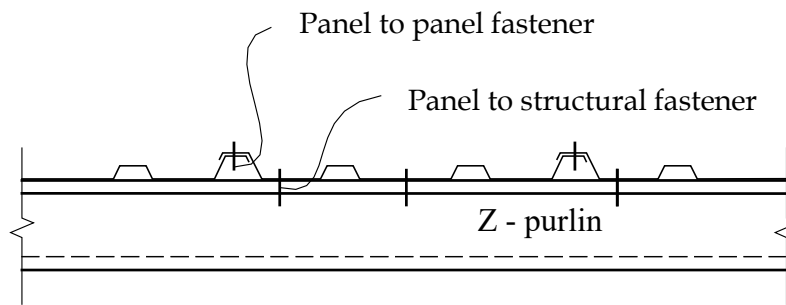 Panel to panel fastener
Panel to structural fastener
Z - purlin